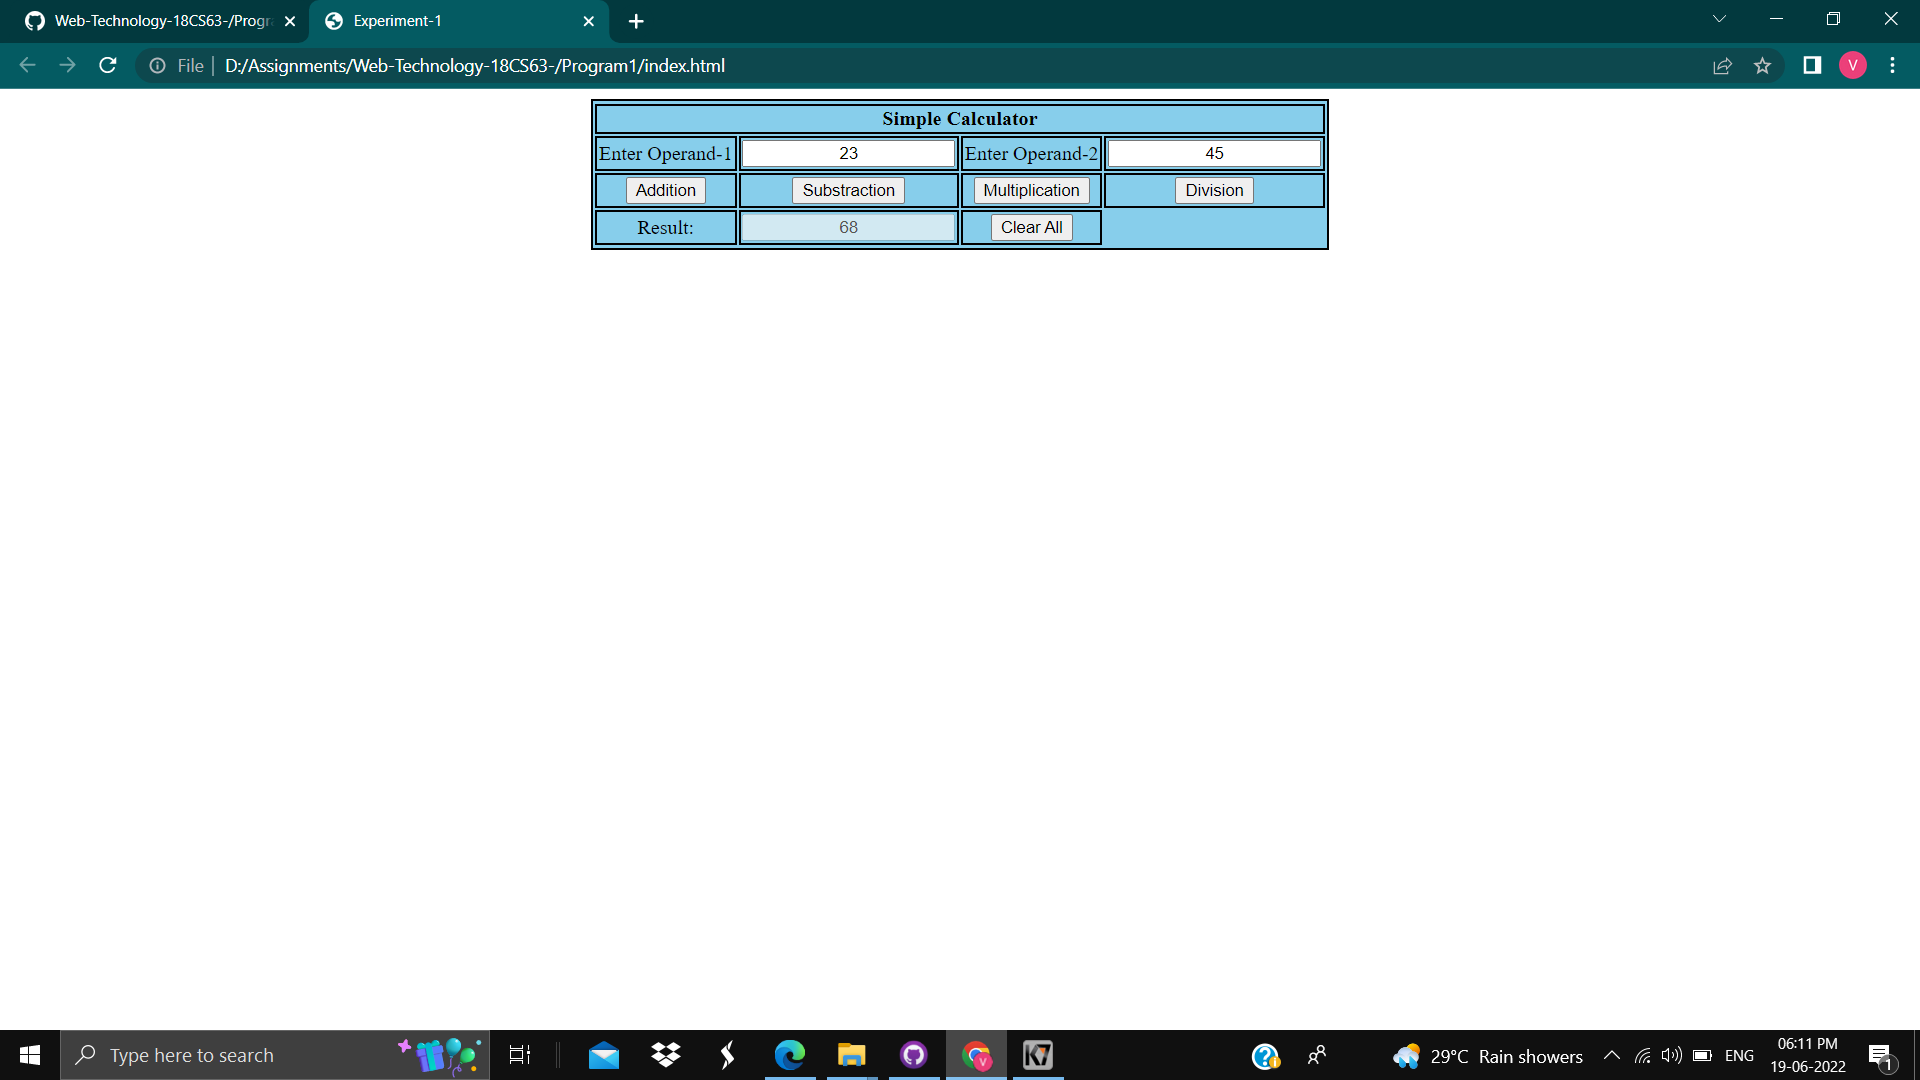 Web-Technology-18CS63-/Progr
Experiment-1
File
D:/Assignments/Web-Technology-18CS63-/Program1/index.html
V
Simple Calculator
Enter Operand-1 23 Enter Operand-2 45
Addition Substraction Multiplication Division
Result: 68 Clear All
Type here to search
V
K7
29°C Rain showers
ENG
06:11 PM
19-06-2022
1